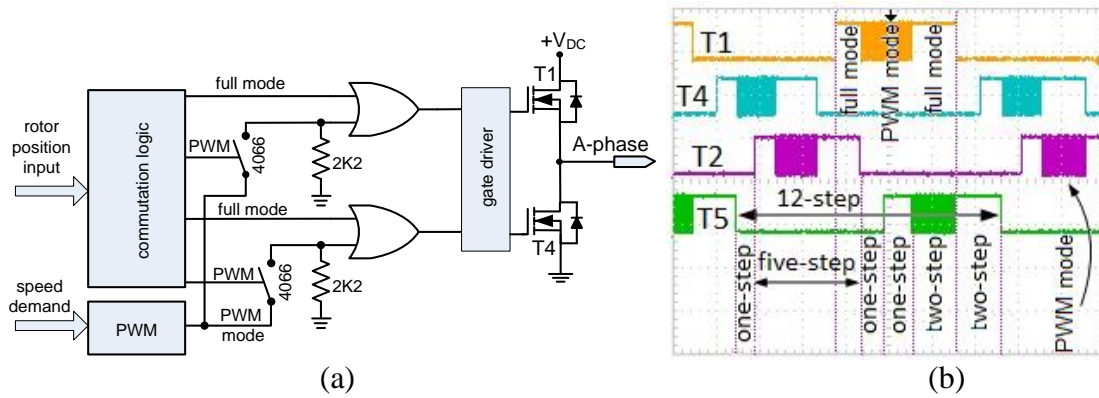 +VDC
T1
full mode
rotor
position
input
commutation logic
PWM
4066
2K2
gate driver
A-phase
full mode
T4
PWM
4066
2K2
speed
demand
PWM
PWM
mode
(a)
T1
full mode
PWM mode
full mode
T4
T2
T5
12-step
one-step
five-step
one-step
one-step
two-step
two-step
PWM mode
(b)